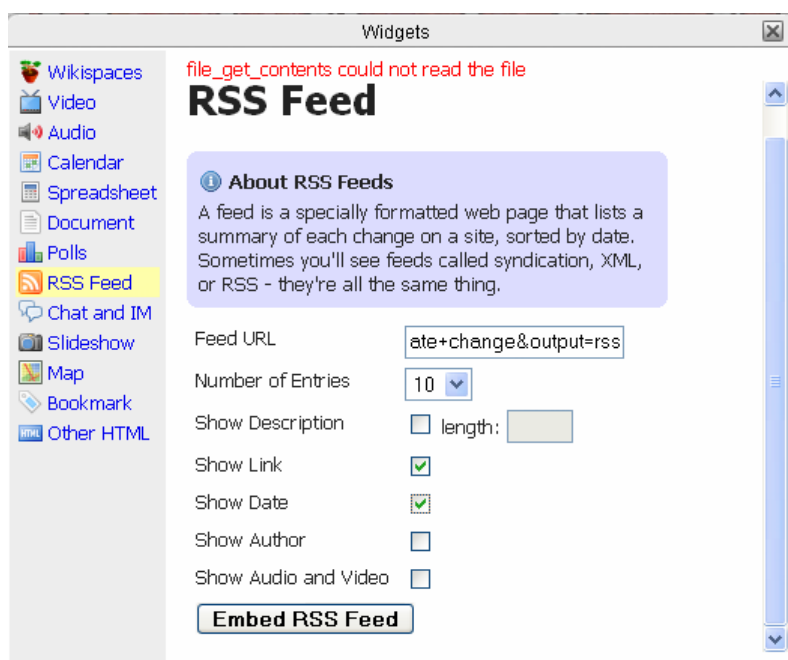 Widgets
Wikispaces
Video
Audio
Calendar
Spreadsheet
Document
Polls
RSS Feed
Chat and IM
Slideshow
Map
Bookmark
HTML Other HTML
file_get_contents could not read the file
RSS Feed
About RSS Feeds
A feed is a specially formatted web page that lists a
summary of each change on a site, sorted by date.
Sometimes you'll see feeds called syndication, XML,
or RSS - they're all the same thing.
Feed URL ate+change&output=rss
Number of Entries 10
Show Description length:
Show Link
Show Date
Show Author
Show Audio and Video
Embed RSS Feed